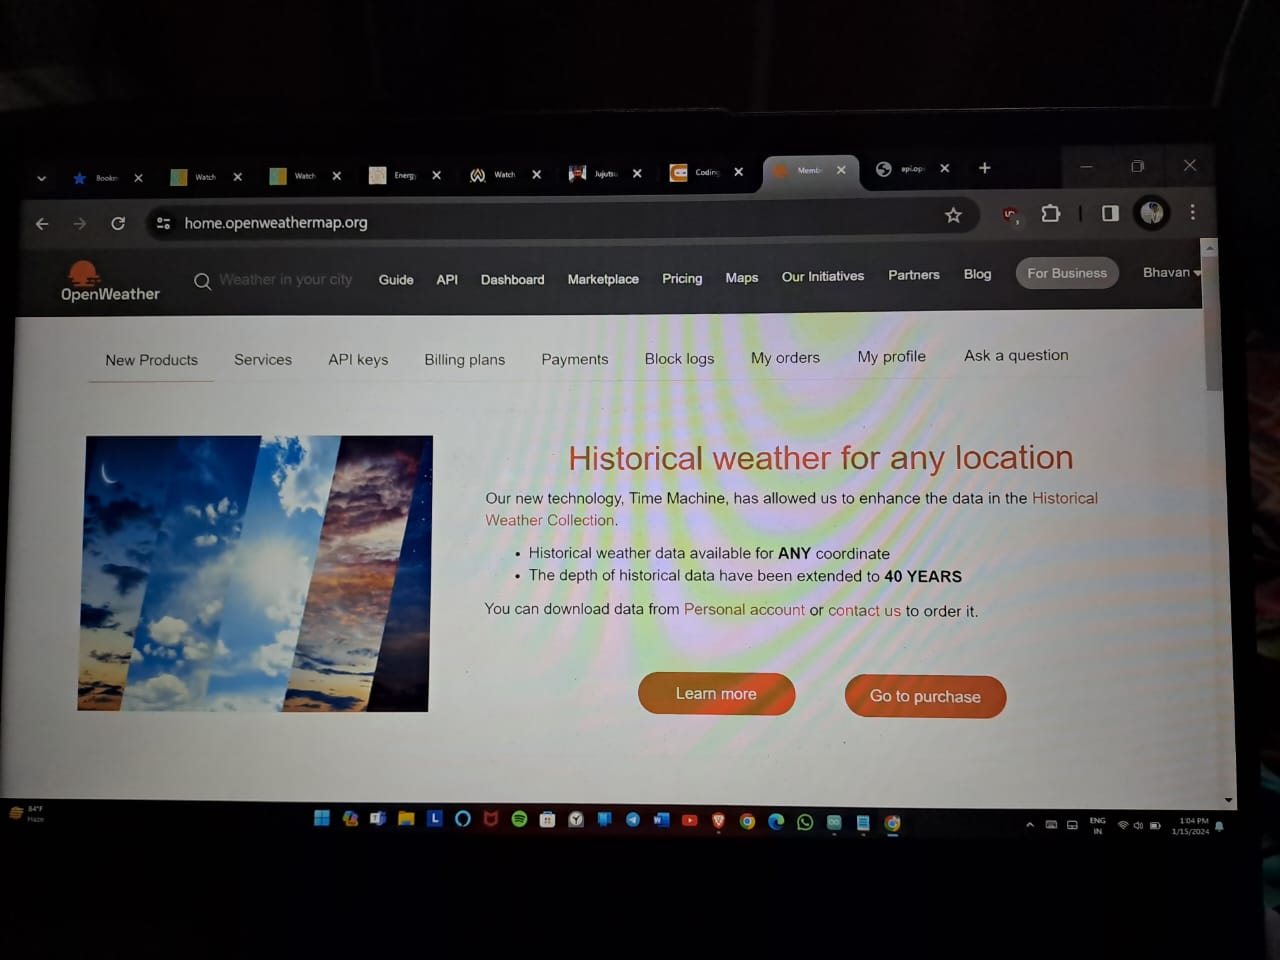 Bookn
Watch
Watch
Energ
Watch
Jujuts
Coding
Memb
api.op
home.openweathermap.org
OpenWeather
Weather in your city
Guide
API
Dashboard
Marketplace
Pricing
Maps
Our Initiatives
Partners
Blog
For Business
Bhavan
New Products
Services
API keys
Billing plans
Payments
Block logs
My orders
My profile
Ask a question
Historical weather for any location
Our new technology, Time Machine, has allowed us to enhance the data in the Historical
Weather Collection.
• Historical weather data available for ANY coordinate
• The depth of historical data have been extended to 40 YEARS
You can download data from Personal account or contact us to order it.
Learn more
Go to purchase
84°F
Haze
ENG
IN
1:04 PM
1/15/2024